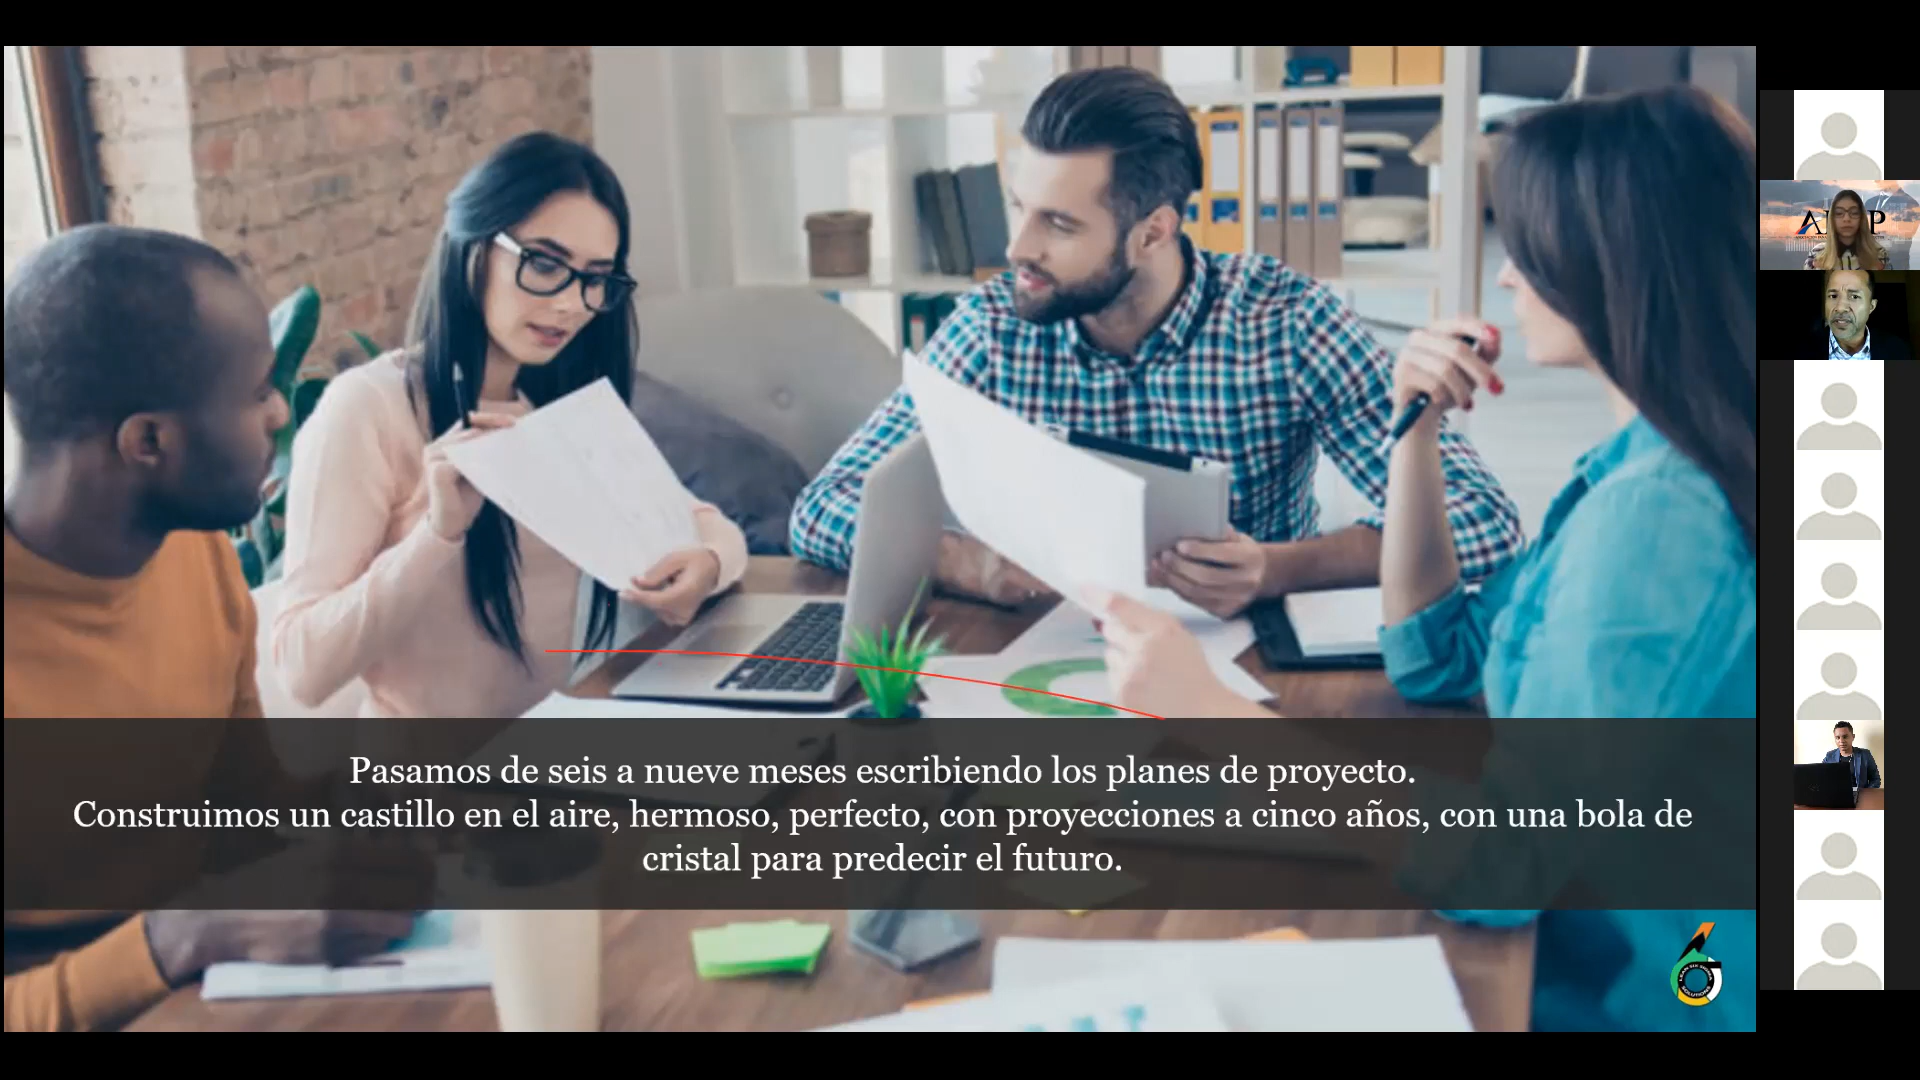 Pasamos de seis a nueve meses escribiendo los planes de proyecto.
Construimos un castillo en el aire, hermoso, perfecto, con proyecciones a cinco años, con una bola de
cristal para predecir el futuro.